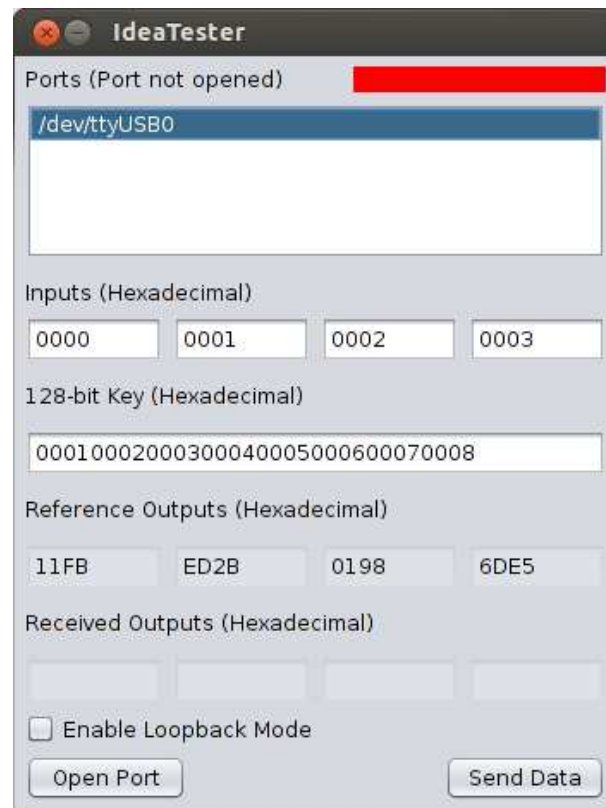 IdeaTester
Ports (Port not opened)
/dev/ttyUSB0
Inputs (Hexadecimal)
0000 0001 0002 0003
128-bit Key (Hexadecimal)
00010002000300040005000600070008
Reference Outputs (Hexadecimal)
11FB ED2B 0198 6DE5
Received Outputs (Hexadecimal)
Enable Loopback Mode
Open Port Send Data